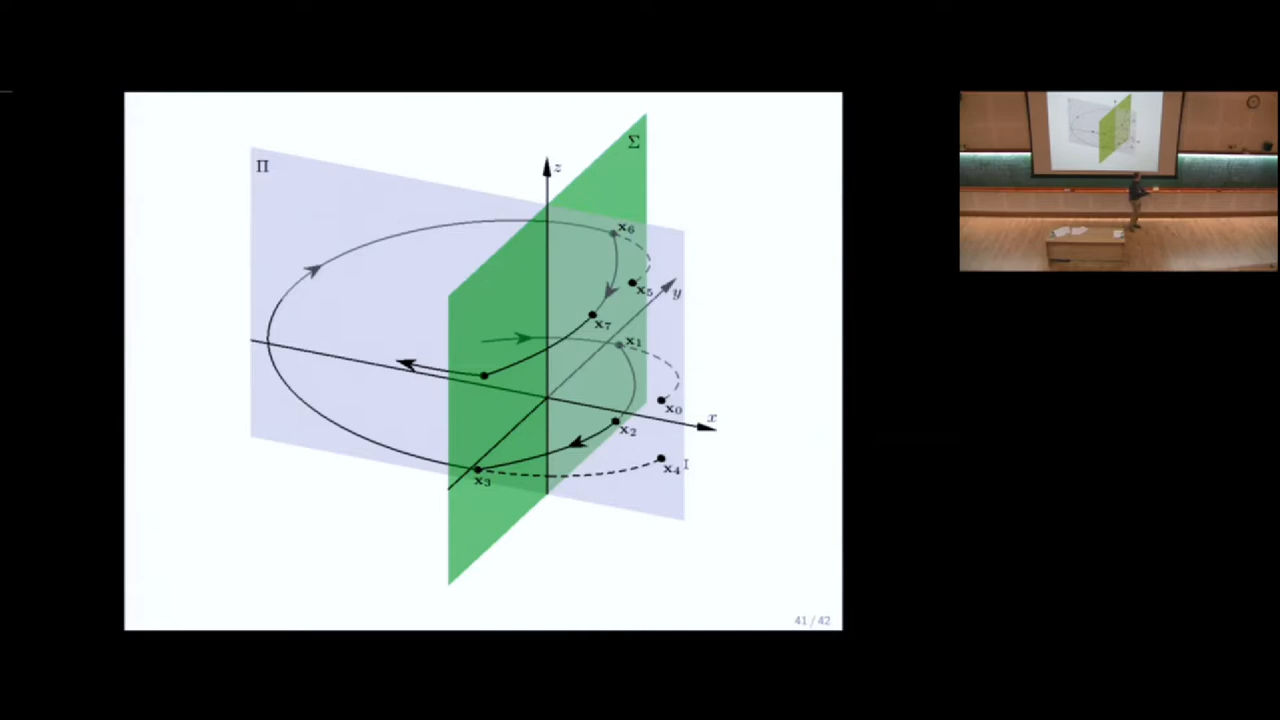 Π
Σ
z
x₆
x₅
y
x₇
x₁
x₀
x
x₂
x₄
x₃
41 / 42